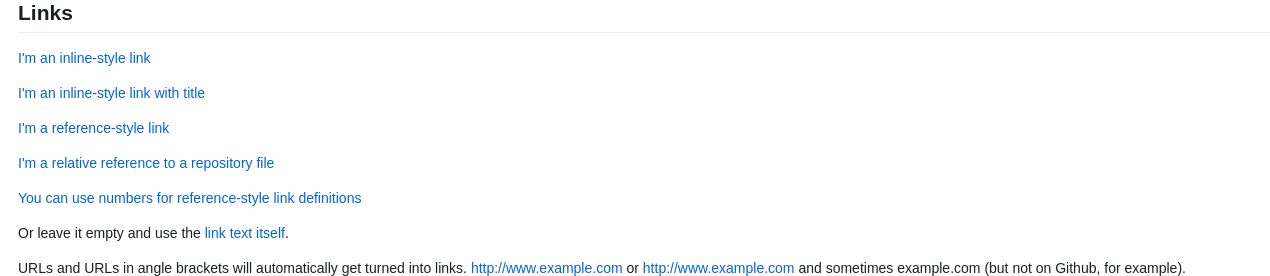 Links
I'm an inline-style link
I'm an inline-style link with title
I'm a reference-style link
I'm a relative reference to a repository file
You can use numbers for reference-style link definitions
Or leave it empty and use the link text itself.
URLs and URLs in angle brackets will automatically get turned into links. http://www.example.com or http://www.example.com and sometimes example.com (but not on Github, for example).